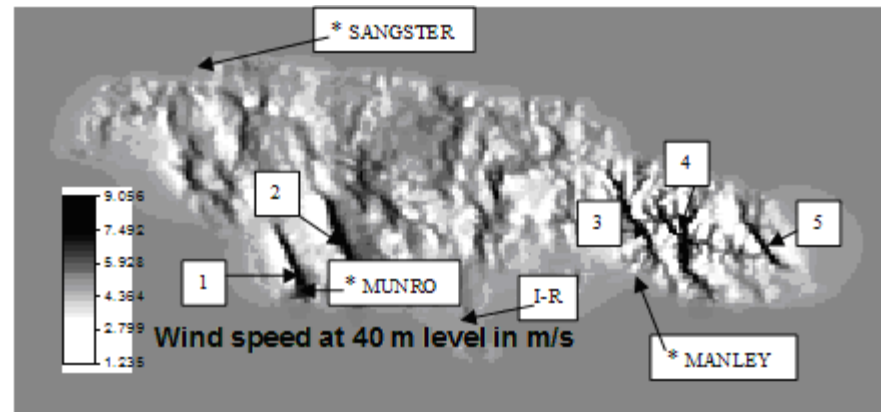 * SANGSTER
4
9.056
2
7.492
3
5
5.928
1
* MUNRO
I-R
4.364
2.799
Wind speed at 40 m level in m/s
* MANLEY
1.235